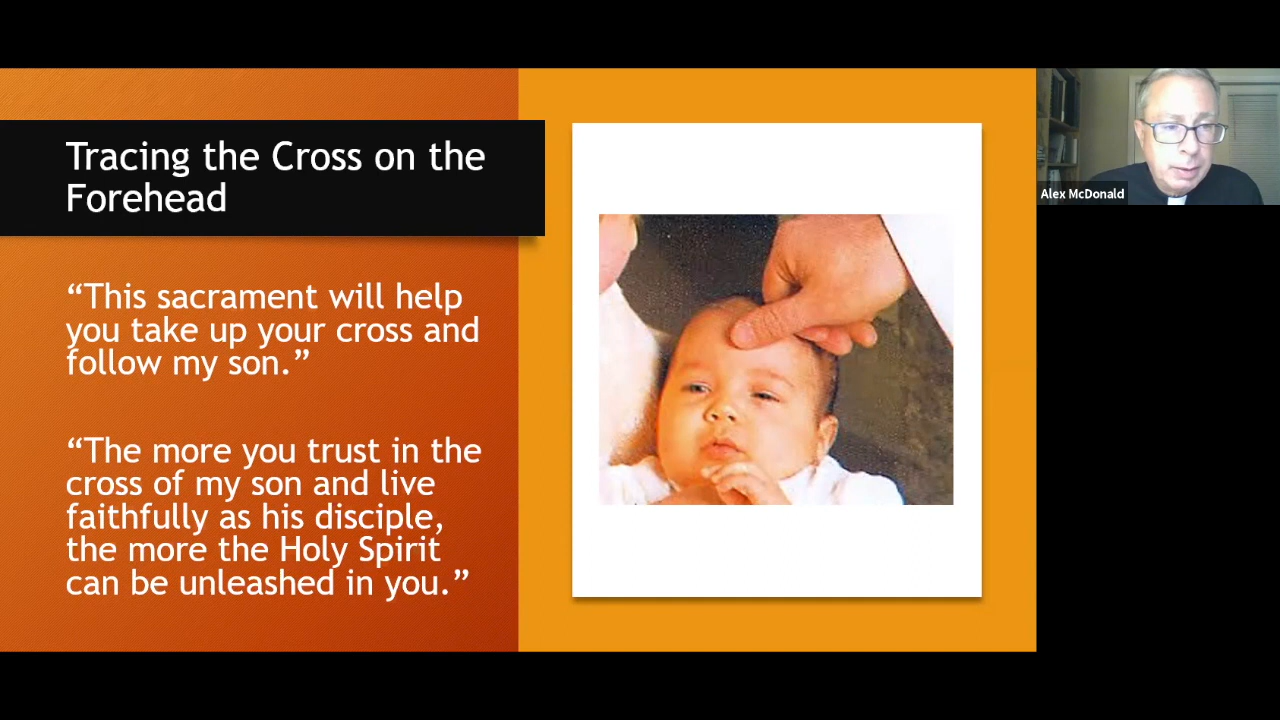 Tracing the Cross on the
Forehead
“This sacrament will help
you take up your cross and
follow my son.”
“The more you trust in the
cross of my son and live
faithfully as his disciple,
the more the Holy Spirit
can be unleashed in you.”
Alex McDonald